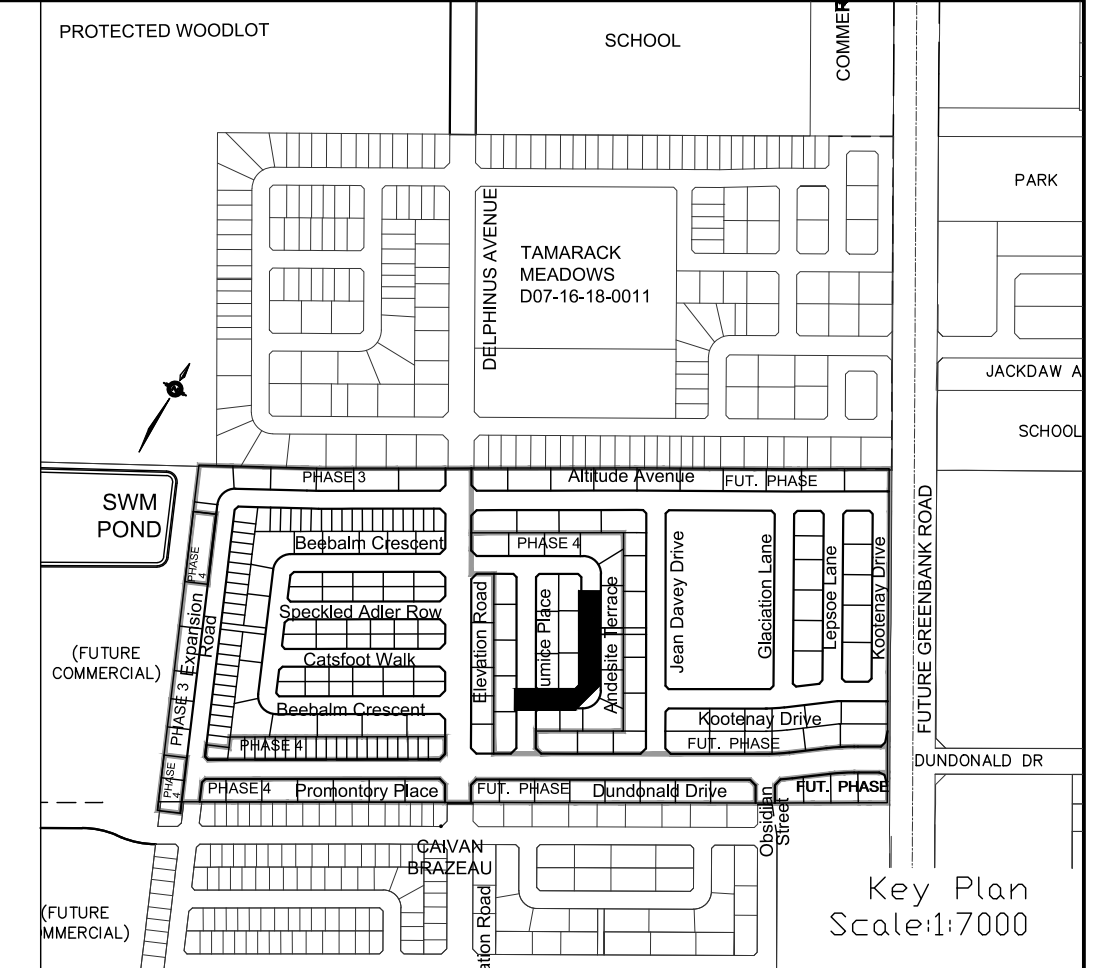 PROTECTED WOODLOT
SCHOOL
COMMER
PARK
DELPHINUS AVENUE
TAMARACK
MEADOWS
D07-16-18-0011
JACKDAW A
SCHOOL
SWM
POND
PHASE 3
Altitude Avenue
FUT. PHASE
Beebalm Crescent
PHASE 4
PHASE
4
Speckled Adler Row
Catsfoot Walk
Beebalm Crescent
Expansion
Road
PHASE 3
(FUTURE
COMMERCIAL)
Elevation Road
umice Place
Andesite Terrace
Jean Davey Drive
Glaciation Lane
Lepsoe Lane
Kootenay Drive
FUTURE GREENBANK ROAD
Kootenay Drive
FUT. PHASE
PHASE 4
DUNDONALD DR
PHASE
4
PHASE 4
Promontory Place
FUT. PHASE
Dundonald Drive
FUT. PHASE
Obsidian
Street
CAIVAN
BRAZEAU
ation Road
(FUTURE
MMERCIAL)
Key Plan
Scale:1:7000